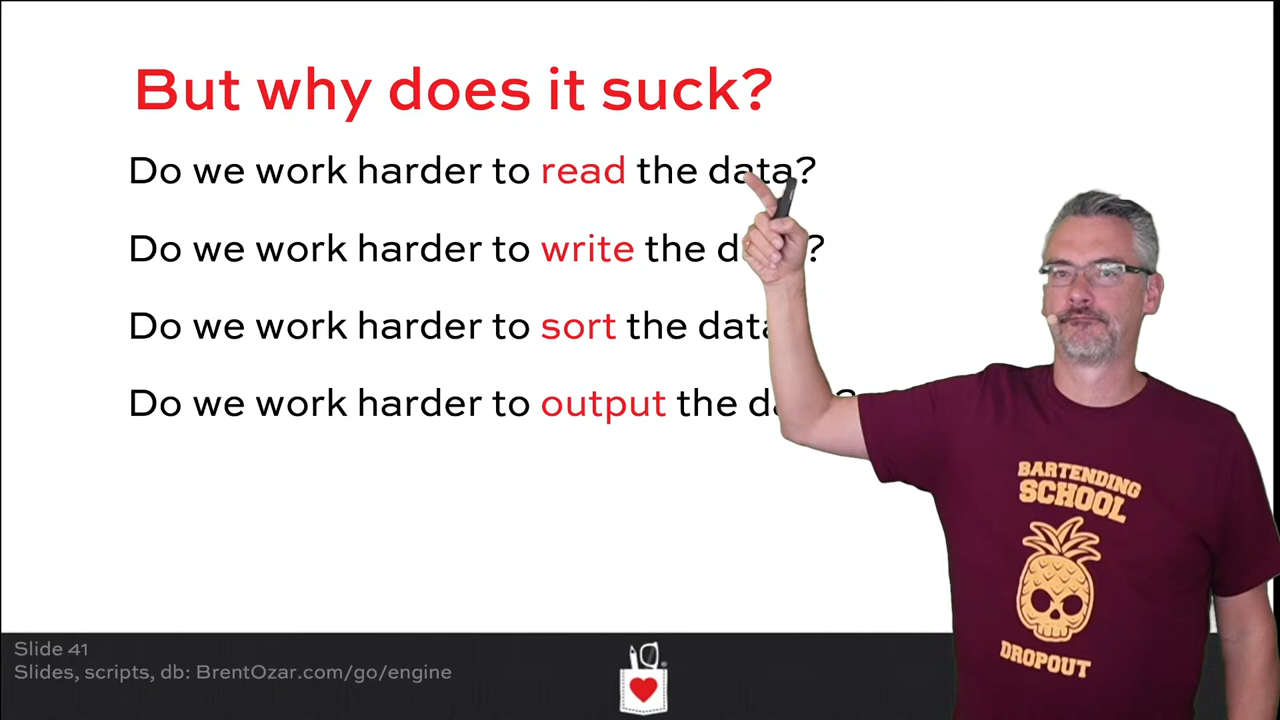 But why does it suck?
Do we work harder to read the data?
Do we work harder to write the d ?
Do we work harder to sort the data
Do we work harder to output the da ?
BARTENDING
SCHOOL
DROPOUT
Slide 41
Slides, scripts, db: BrentOzar.com/go/engine